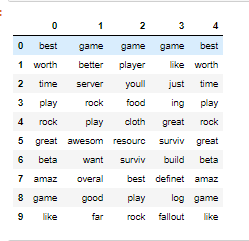 0 1 2 3 4
0 best game game game best
1 worth better player like worth
2 time server youll just time
3 play rock food ing play
4 rock play cloth great rock
5 great awesom resourc surviv great
6 beta want surviv build beta
7 amaz overal best definet amaz
8 game good play log game
9 like far rock fallout like